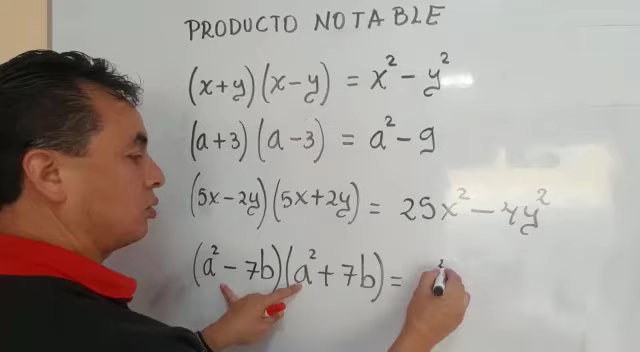 PRODUCTO NOTABLE
(x+y)(x-y) = x² - y²
(a+3)(a-3) = a² - 9
(5x-2y)(5x+2y) = 25x² - 4y²
(a²-7b)(a²+7b) =